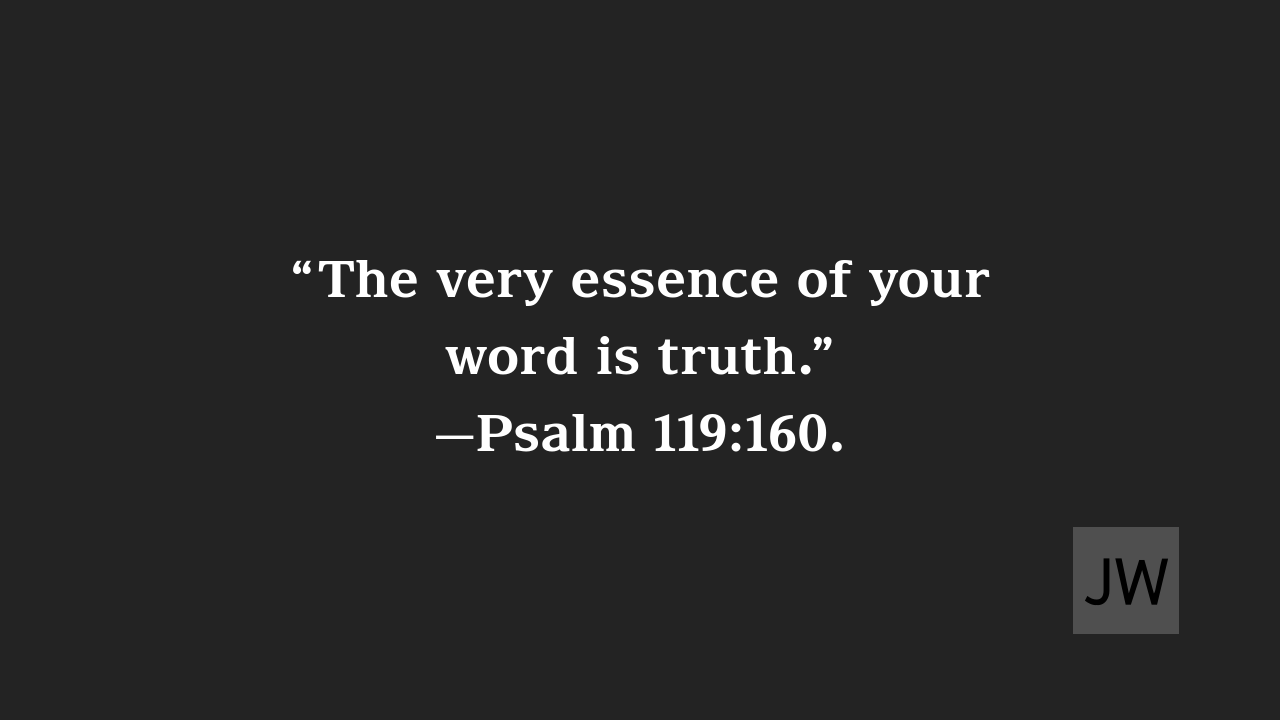 “The very essence of your
word is truth.”
—Psalm 119:160.
JW